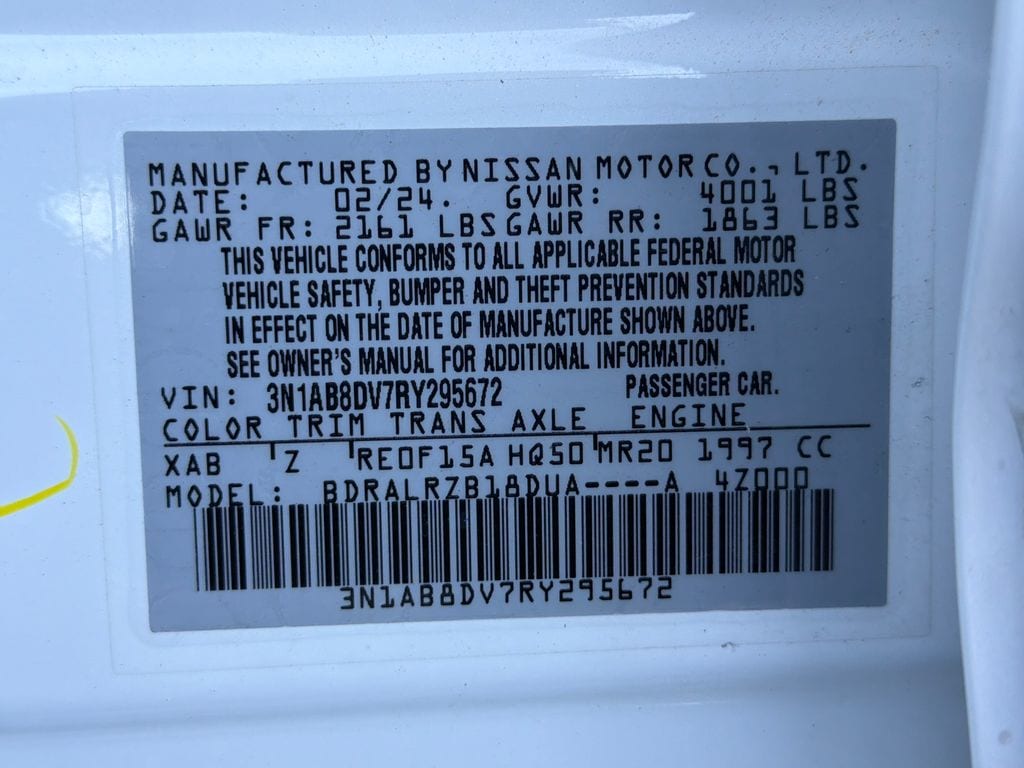 MANUFACTURED BY NISSAN MOTOR CO., LTD.
DATE: 02/24. GVWR: 4001 LBS
GAWR FR: 2161 LBS GAWR RR: 1863 LBS
THIS VEHICLE CONFORMS TO ALL APPLICABLE FEDERAL MOTOR
VEHICLE SAFETY, BUMPER AND THEFT PREVENTION STANDARDS
IN EFFECT ON THE DATE OF MANUFACTURE SHOWN ABOVE.
SEE OWNER'S MANUAL FOR ADDITIONAL INFORMATION.
VIN: 3N1AB8DV7RY295672 PASSENGER CAR.
COLOR TRIM TRANS AXLE ENGINE
XAB Z RE0F15A HQ50 MR20 1997 CC
MODEL: BDRALRZB18DUA----A 4Z000
3N1AB8DV7RY295672